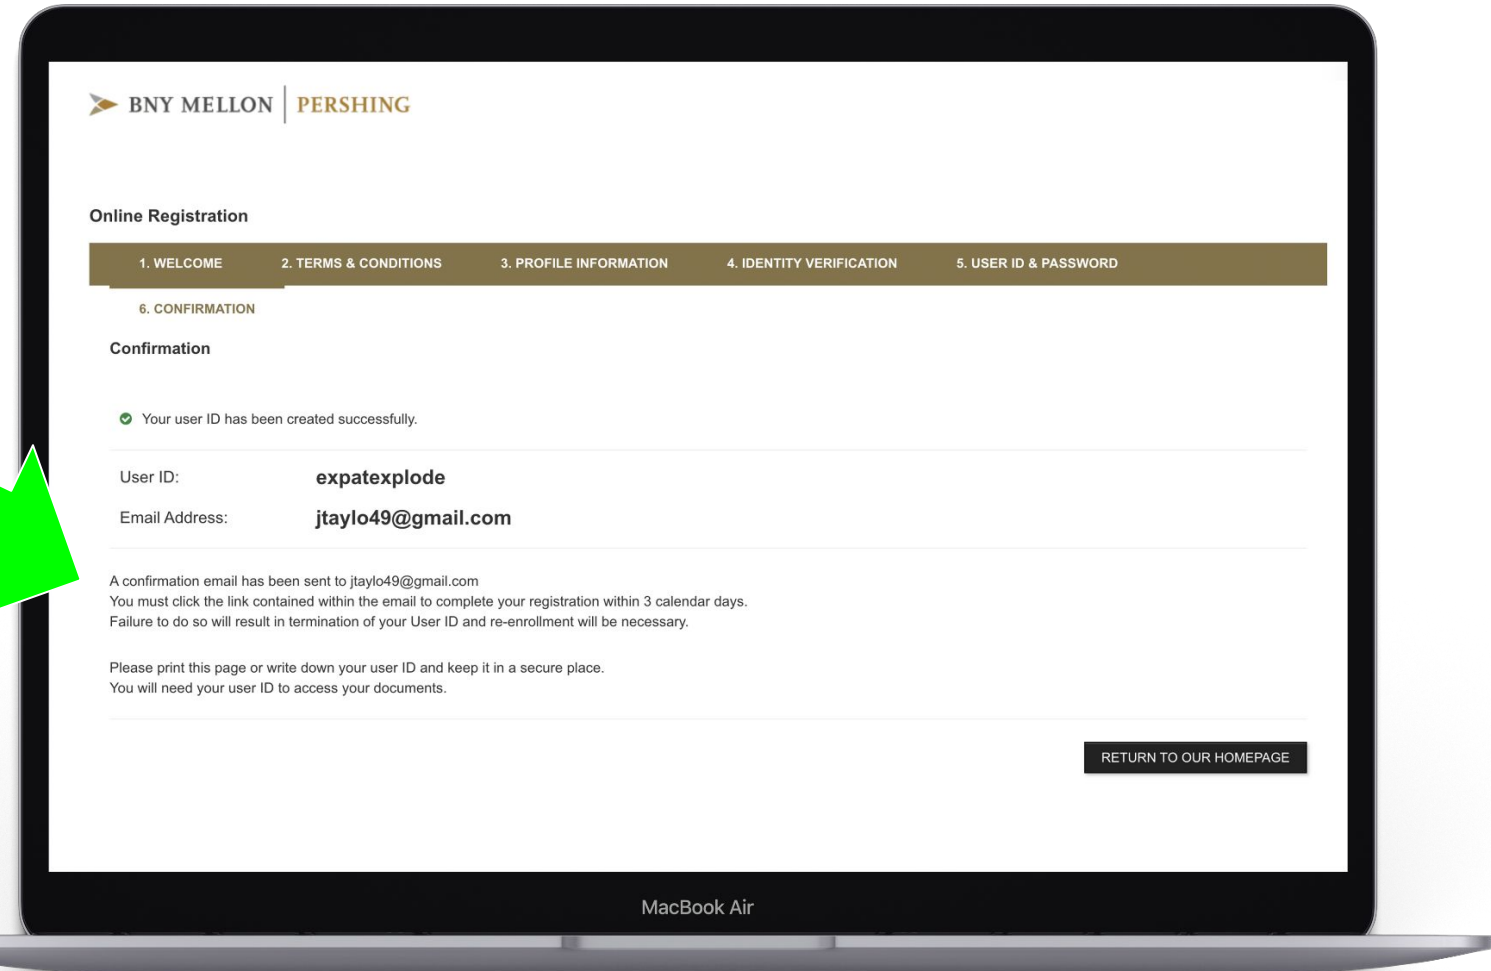 BNY MELLON | PERSHING
Online Registration
1. WELCOME 2. TERMS & CONDITIONS 3. PROFILE INFORMATION 4. IDENTITY VERIFICATION 5. USER ID & PASSWORD
6. CONFIRMATION
Confirmation
Your user ID has been created successfully.
User ID: expatexplode
Email Address: jtaylo49@gmail.com
A confirmation email has been sent to jtaylo49@gmail.com
You must click the link contained within the email to complete your registration within 3 calendar days.
Failure to do so will result in termination of your User ID and re-enrollment will be necessary.
Please print this page or write down your user ID and keep it in a secure place.
You will need your user ID to access your documents.
RETURN TO OUR HOMEPAGE
MacBook Air